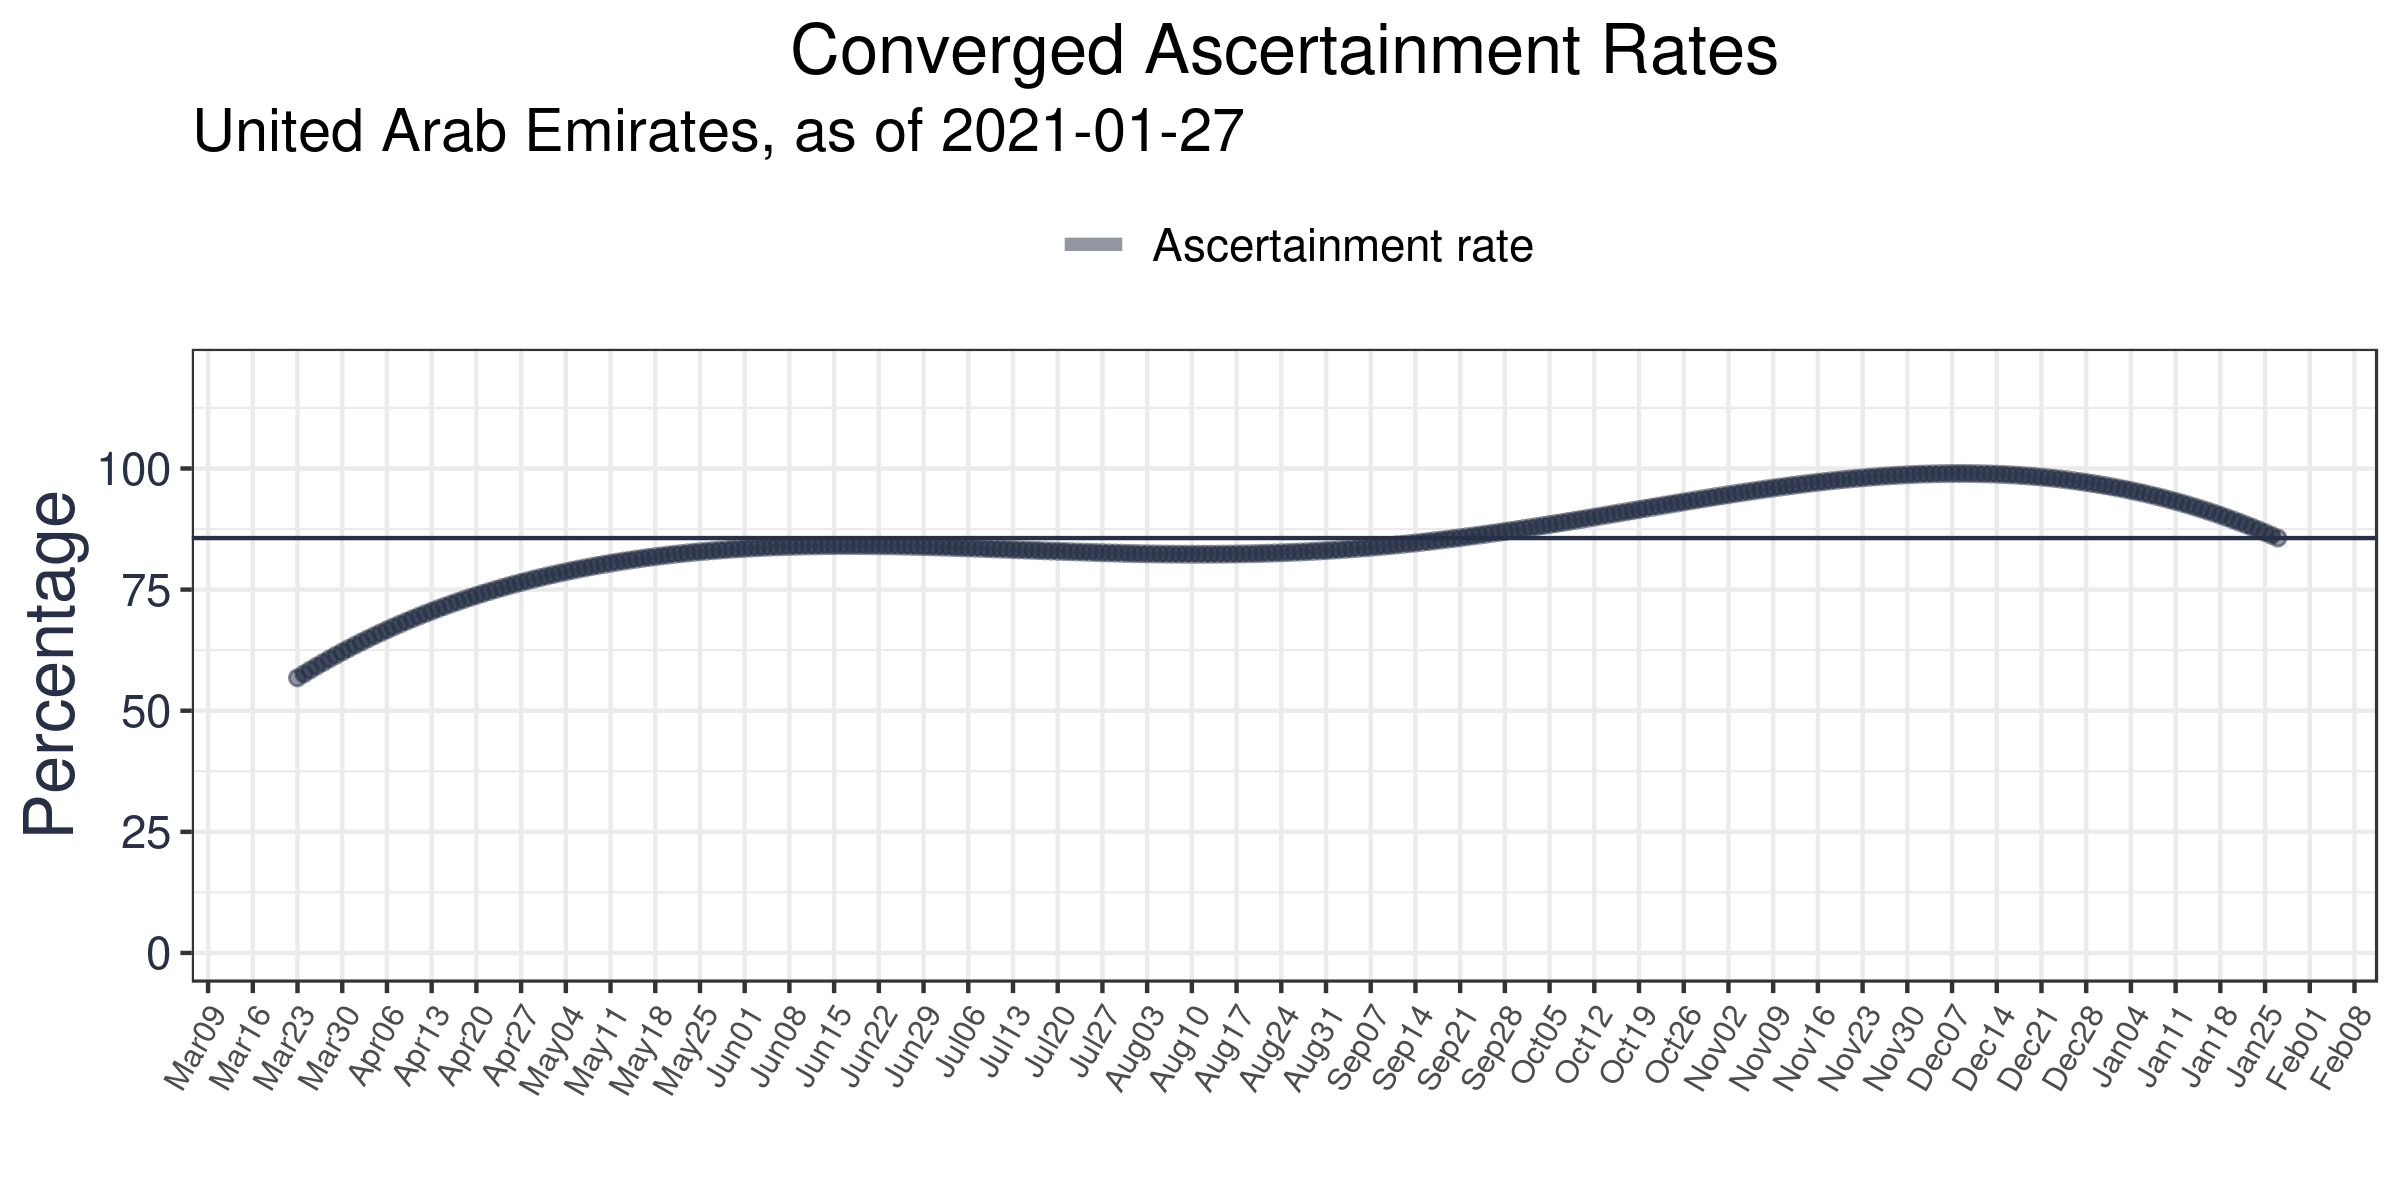 Converged Ascertainment Rates
United Arab Emirates, as of 2021-01-27
Ascertainment rate
Percentage
100
75
50
25
0
Mar09 Mar16 Mar23 Mar30 Apr06 Apr13 Apr20 Apr27 May04 May11 May18 May25 Jun01 Jun08 Jun15 Jun22 Jun29 Jul06 Jul13 Jul20 Jul27 Aug03 Aug10 Aug17 Aug24 Aug31 Sep07 Sep14 Sep21 Sep28 Oct05 Oct12 Oct19 Oct26 Nov02 Nov09 Nov16 Nov23 Nov30 Dec07 Dec14 Dec21 Dec28 Jan04 Jan11 Jan18 Jan25 Feb01 Feb08